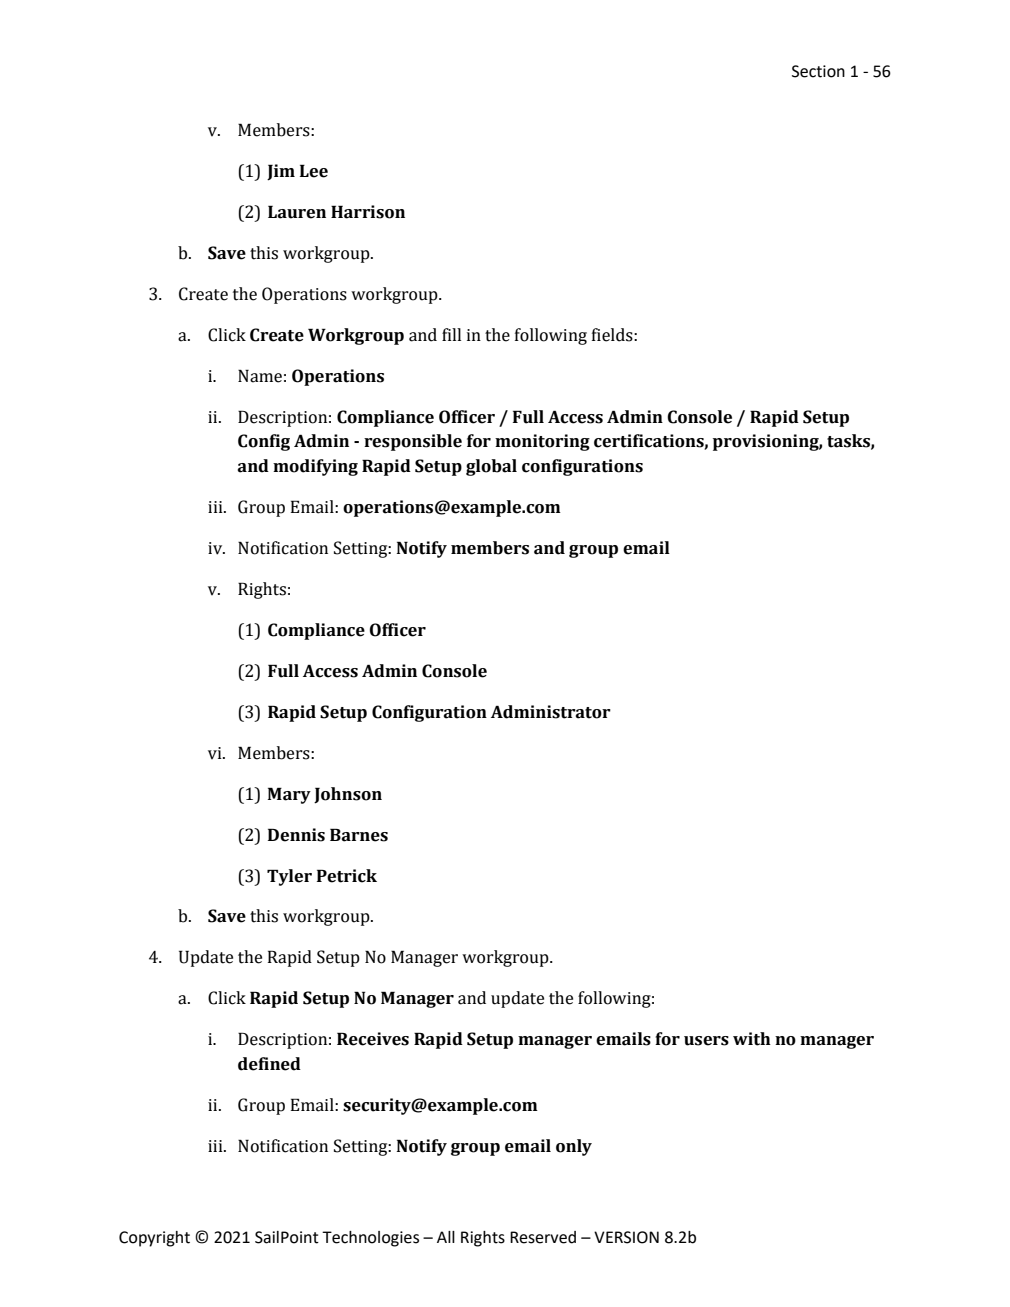 Section 1 - 56
v. Members:
(1) Jim Lee
(2) Lauren Harrison
b. Save this workgroup.
3. Create the Operations workgroup.
a. Click Create Workgroup and fill in the following fields:
i. Name: Operations
ii. Description: Compliance Officer / Full Access Admin Console / Rapid Setup
Config Admin - responsible for monitoring certifications, provisioning, tasks,
and modifying Rapid Setup global configurations
iii. Group Email: operations@example.com
iv. Notification Setting: Notify members and group email
v. Rights:
(1) Compliance Officer
(2) Full Access Admin Console
(3) Rapid Setup Configuration Administrator
vi. Members:
(1) Mary Johnson
(2) Dennis Barnes
(3) Tyler Petrick
b. Save this workgroup.
4. Update the Rapid Setup No Manager workgroup.
a. Click Rapid Setup No Manager and update the following:
i. Description: Receives Rapid Setup manager emails for users with no manager
defined
ii. Group Email: security@example.com
iii. Notification Setting: Notify group email only
Copyright © 2021 SailPoint Technologies – All Rights Reserved – VERSION 8.2b